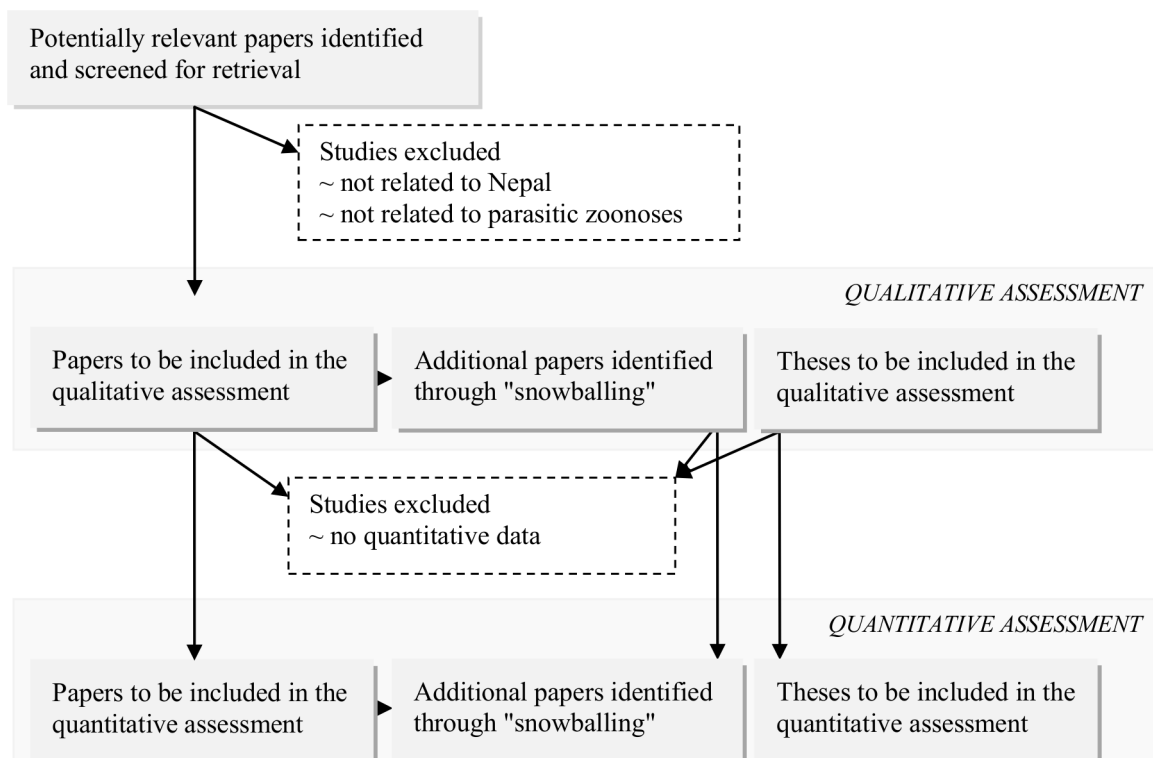 Potentially relevant papers identified
and screened for retrieval
Studies excluded
~ not related to Nepal
~ not related to parasitic zoonoses
QUALITATIVE ASSESSMENT
Papers to be included in the
qualitative assessment
Additional papers identified
through "snowballing"
Theses to be included in the
qualitative assessment
Studies excluded
~ no quantitative data
QUANTITATIVE ASSESSMENT
Papers to be included in the
quantitative assessment
Additional papers identified
through "snowballing"
Theses to be included in the
quantitative assessment